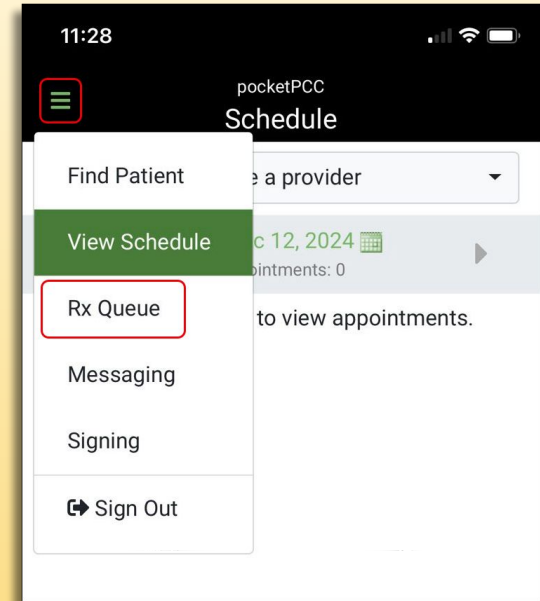 11:28
pocketPCC
Schedule
Find Patient
e a provider
View Schedule
c 12, 2024
ointments: 0
Rx Queue
to view appointments.
Messaging
Signing
Sign Out